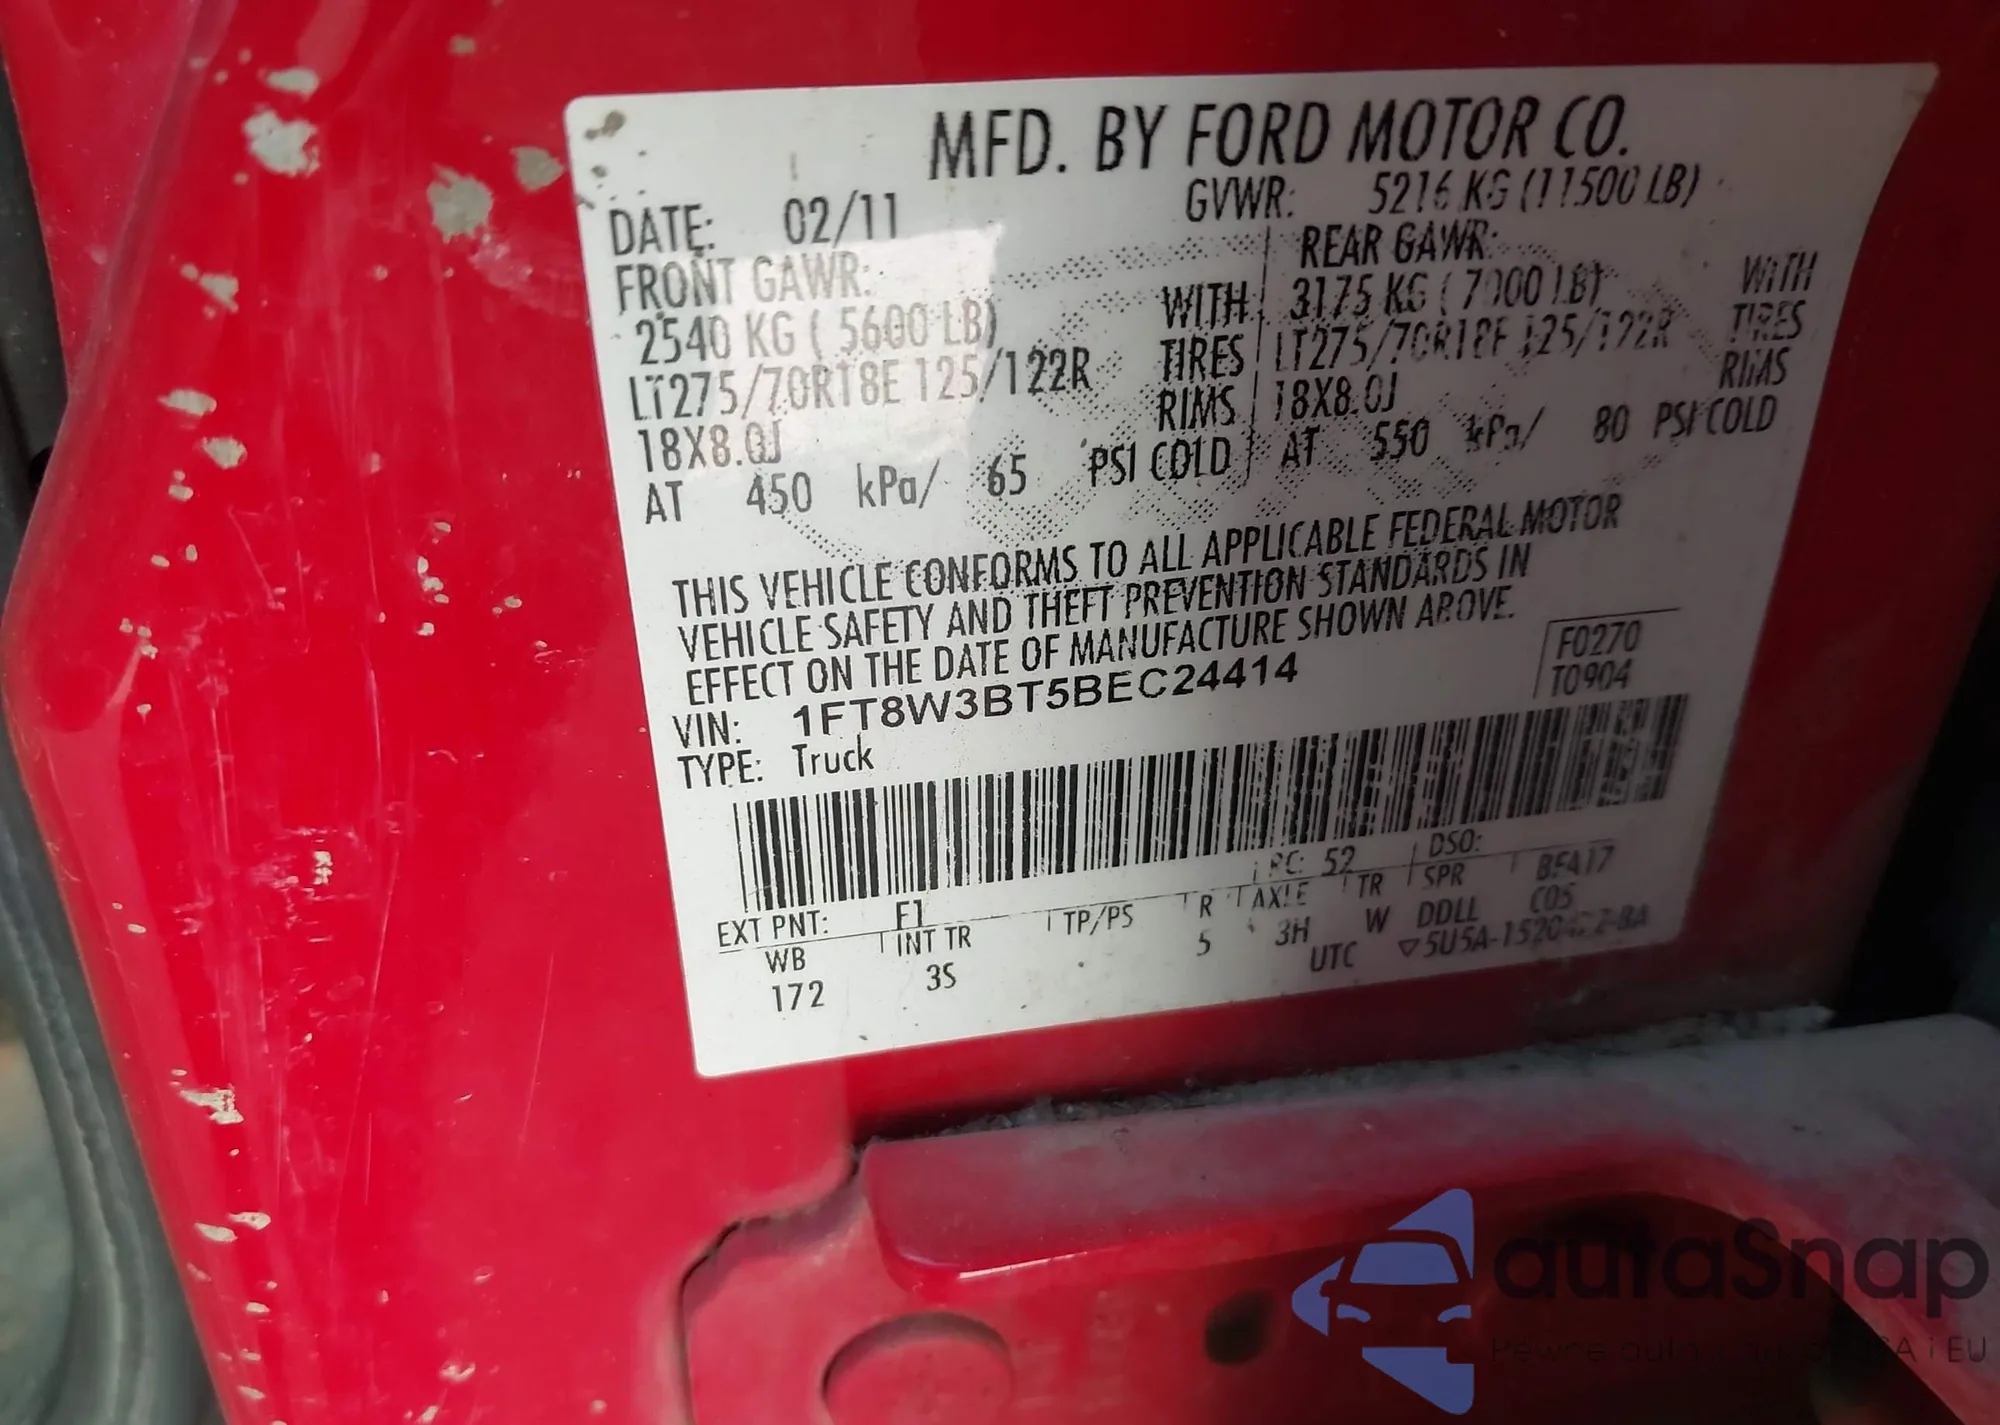 MFD. BY FORD MOTOR CO.
DATE: 02/11 GVWR: 5216 KG (11500 LB)
FRONT GAWR: REAR GAWR:
2540 KG ( 5600 LB) WITH 3175 KG ( 7000 LB) WITH
LT275/70R18E 125/122R TIRES LT275/70R18E 125/122R TIRES
18X8.0J RIMS 18X8.0J RIMS
AT 450 kPa/ 65 PSI COLD AT 550 kPa/ 80 PSI COLD
THIS VEHICLE CONFORMS TO ALL APPLICABLE FEDERAL MOTOR
VEHICLE SAFETY AND THEFT PREVENTION STANDARDS IN
EFFECT ON THE DATE OF MANUFACTURE SHOWN ABOVE.
VIN: 1FT8W3BT5BEC24414
F0270
T0904
TYPE: Truck
EXT PNT: F1 RC: 52 DSO:
WB INT TR TP/PS R AXLE TR SPR BFA17
172 3S 5 3H W DDLL C05
UTC
autoSnap
USA i EU